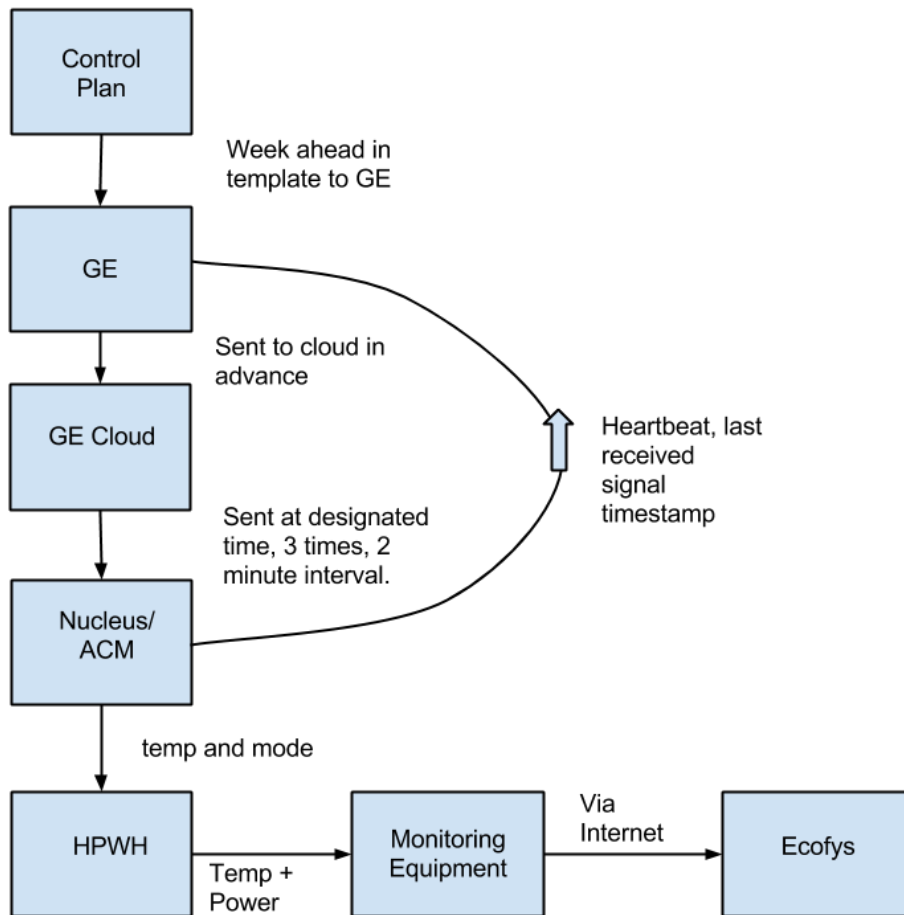 Control
Plan
Week ahead in
template to GE
GE
Sent to cloud in
advance
GE Cloud
Heartbeat, last
received
signal
timestamp
Sent at designated
time, 3 times, 2
minute interval.
Nucleus/
ACM
temp and mode
HPWH
Temp +
Power
Monitoring
Equipment
Via
Internet
Ecofys